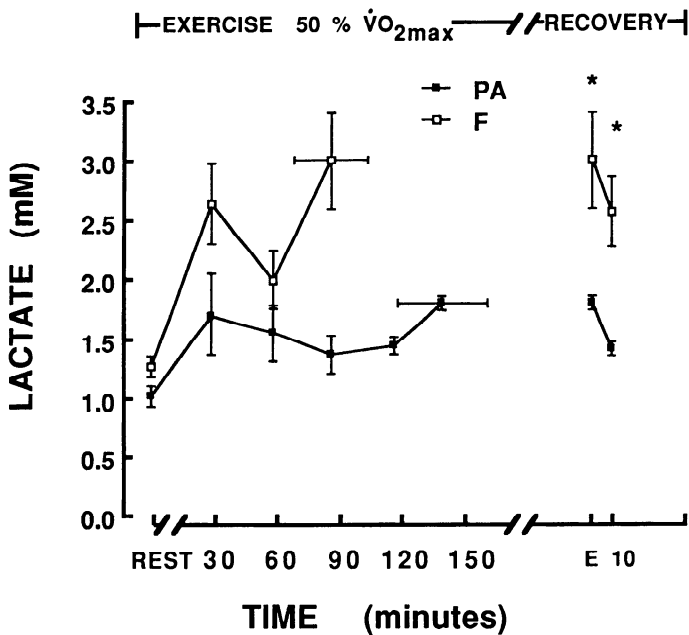 EXERCISE 50 % V̇O2max RECOVERY
PA
F
*
*
3.5
3.0
2.5
2.0
1.5
1.0
0.5
0.0
LACTATE (mM)
REST 30 60 90 120 150 E 10
TIME (minutes)